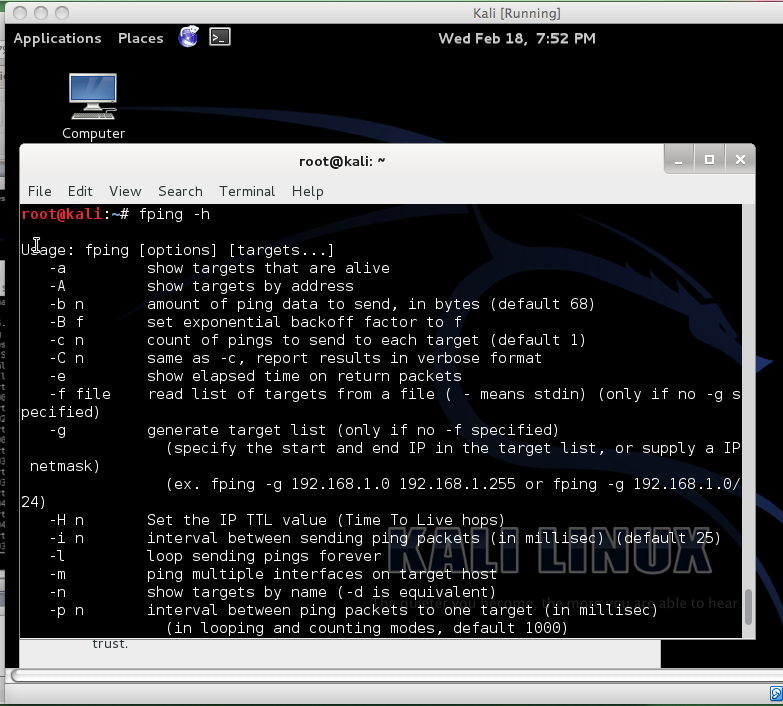 Kali [Running]
Applications Places Wed Feb 18, 7:52 PM
Computer
root@kali: ~
File Edit View Search Terminal Help
root@kali:~# fping -h
Usage: fping [options] [targets...]
-a show targets that are alive
-A show targets by address
-b n amount of ping data to send, in bytes (default 68)
-B f set exponential backoff factor to f
-c n count of pings to send to each target (default 1)
-C n same as -c, report results in verbose format
-e show elapsed time on return packets
-f file read list of targets from a file ( - means stdin) (only if no -g s
pecified)
-g generate target list (only if no -f specified)
(specify the start and end IP in the target list, or supply a IP
netmask)
(ex. fping -g 192.168.1.0 192.168.1.255 or fping -g 192.168.1.0/
24)
-H n Set the IP TTL value (Time To Live hops)
-i n interval between sending ping packets (in millisec) (default 25)
-l loop sending pings forever
KALI LINUX
-m ping multiple interfaces on target host
-n show targets by name (-d is equivalent)
The quieter you become, the more you are able to hear.
-p n interval between ping packets to one target (in millisec)
(in looping and counting modes, default 1000)
trust.